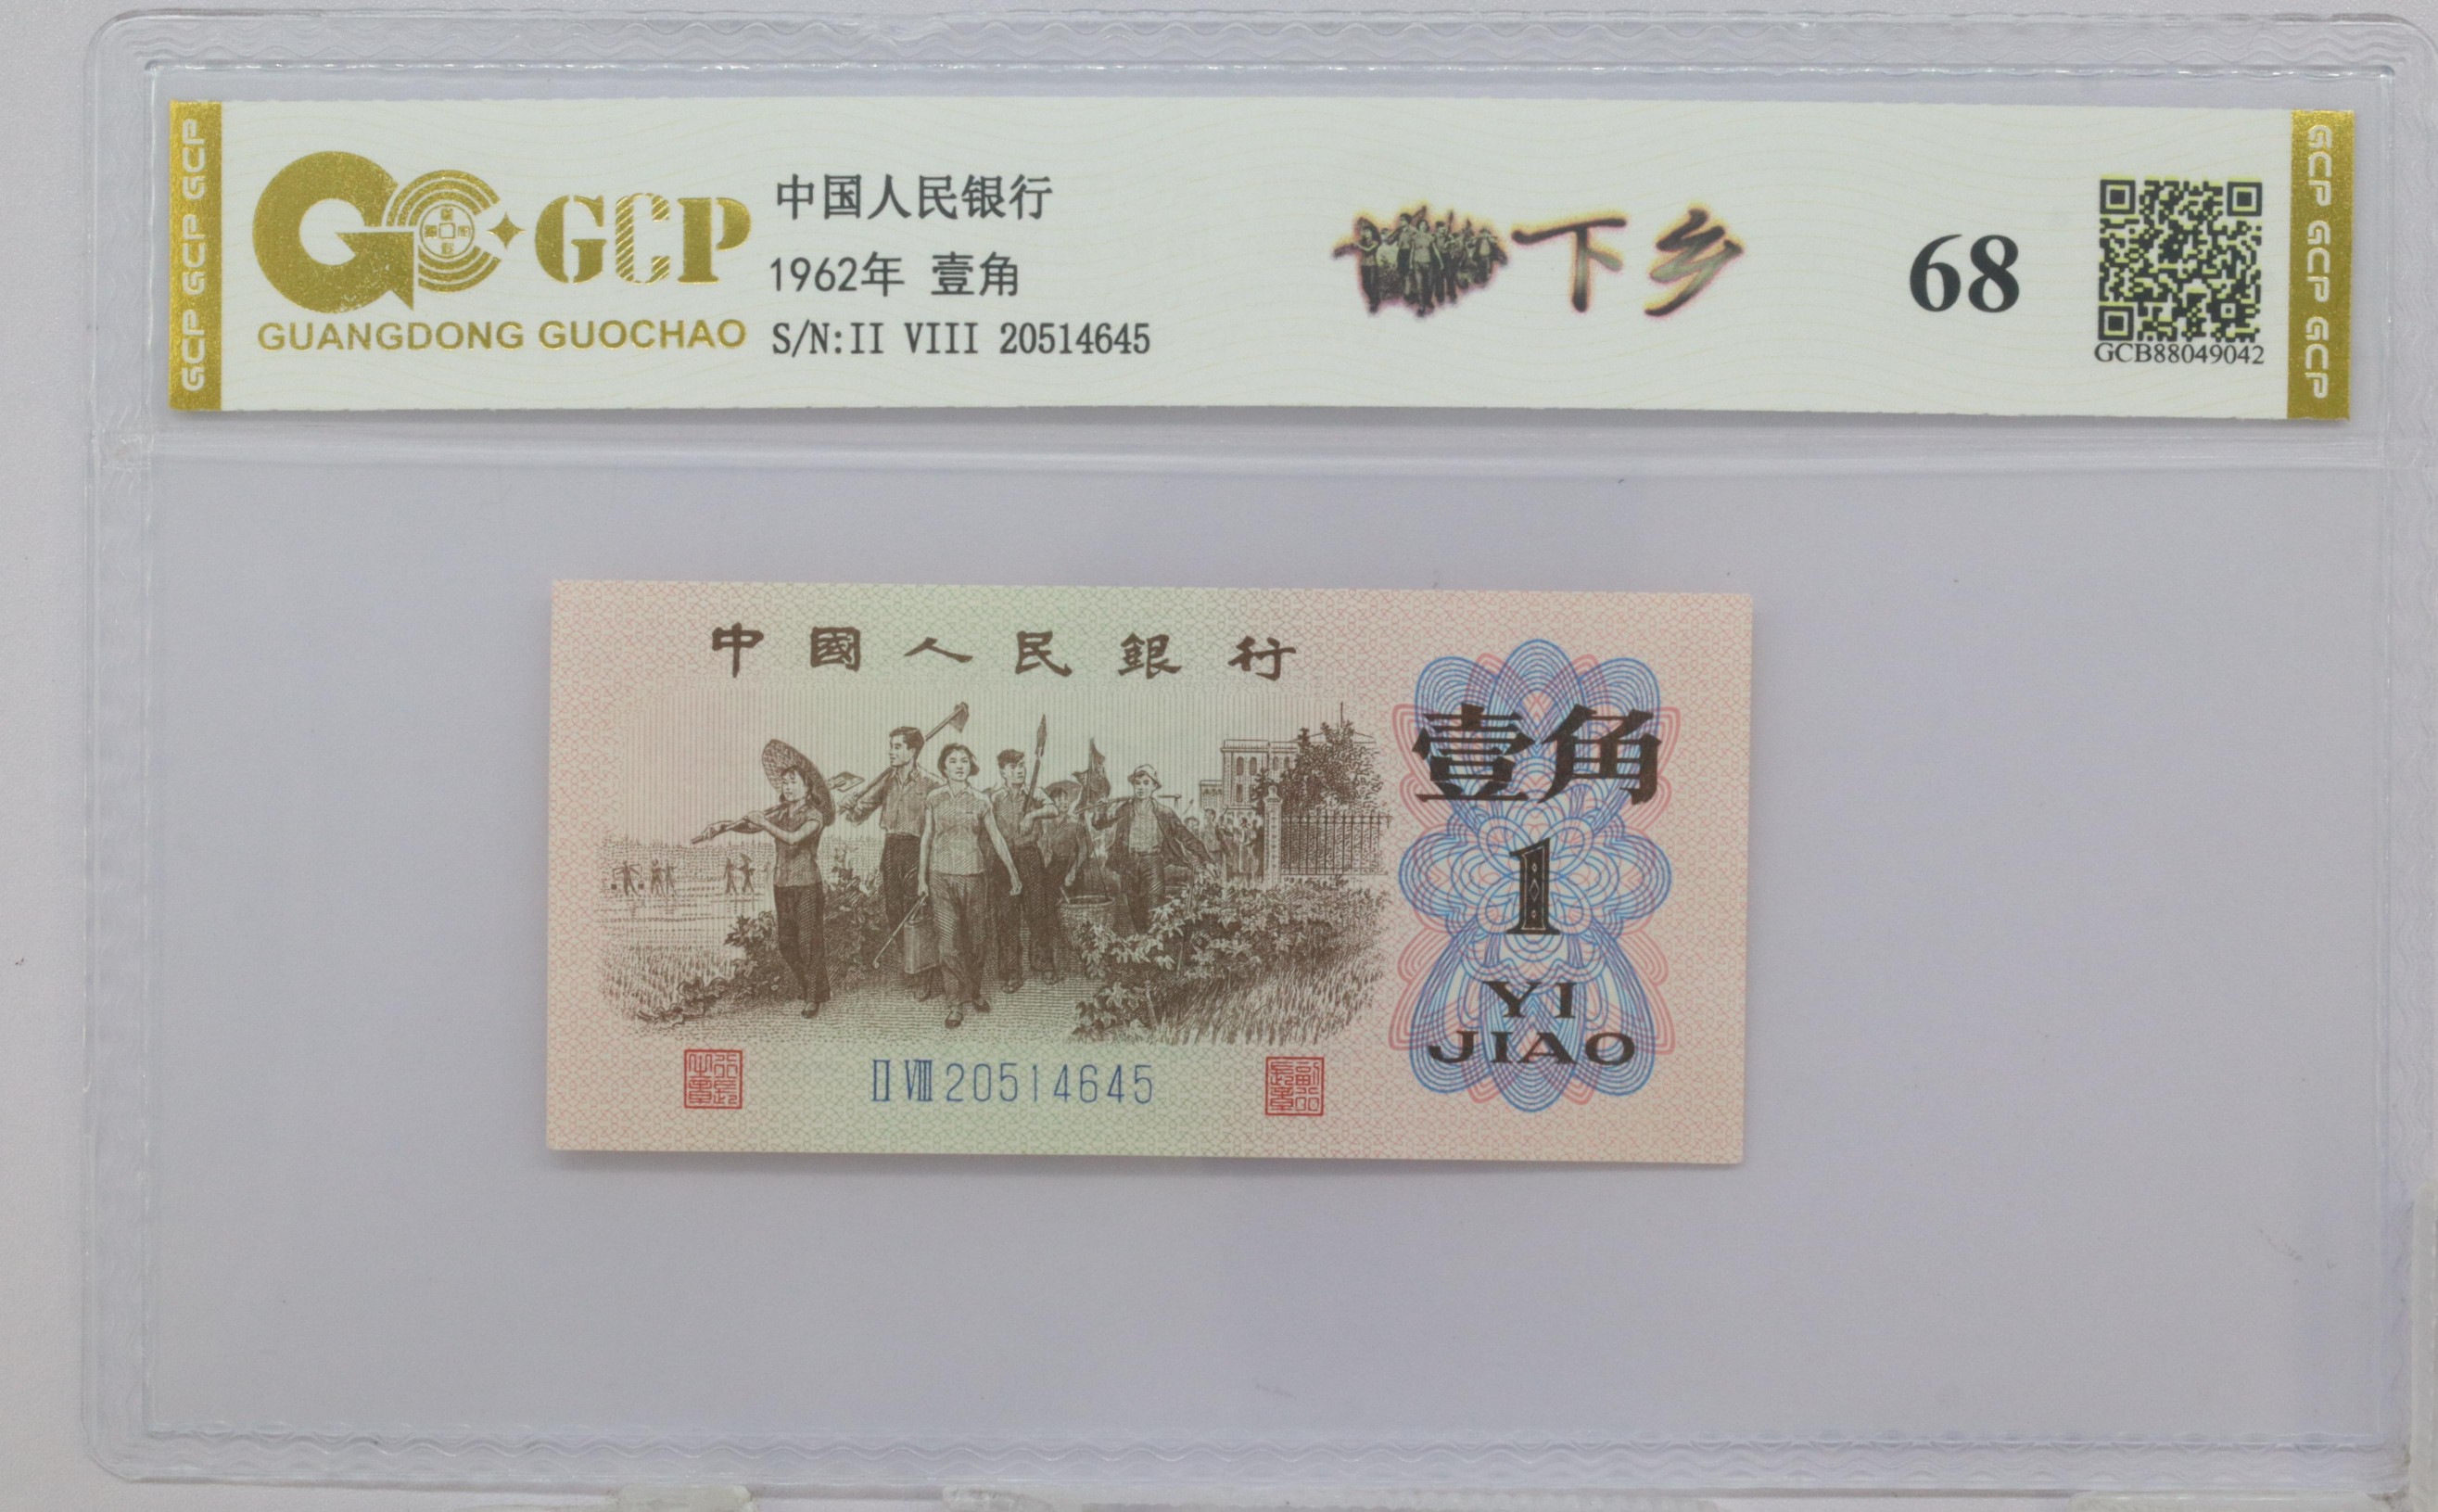 GCP GCP GCP
GCP
GUANGDONG GUOCHAO
中国人民银行
1962年 壹角
S/N:II VIII 20514645
下乡
68
GCB88049042
GCP GCP GCP
中國人民銀行
壹角
1
YI
JIAO
II VIII 20514645